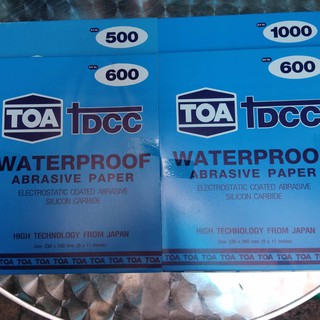 500
1000
600
600
TOA TDCC
TOA TDCC
WATERPROOF
WATERPROO
ABRASIVE PAPER
ABRASIVE PAPER
ELECTROSTATIC COATED ABRASIVE
ELECTROSTATIC COATED ABRASIVE
SILICON CARBIDE
SILICON CARBIDE
HIGH TECHNOLOGY FROM JAPAN
HIGH TECHNOLOGY FROM JAPAN
TOA TOA TOA TOA TOA TOA TOA
TOA TOA TOA TOA TOA TOA TOA